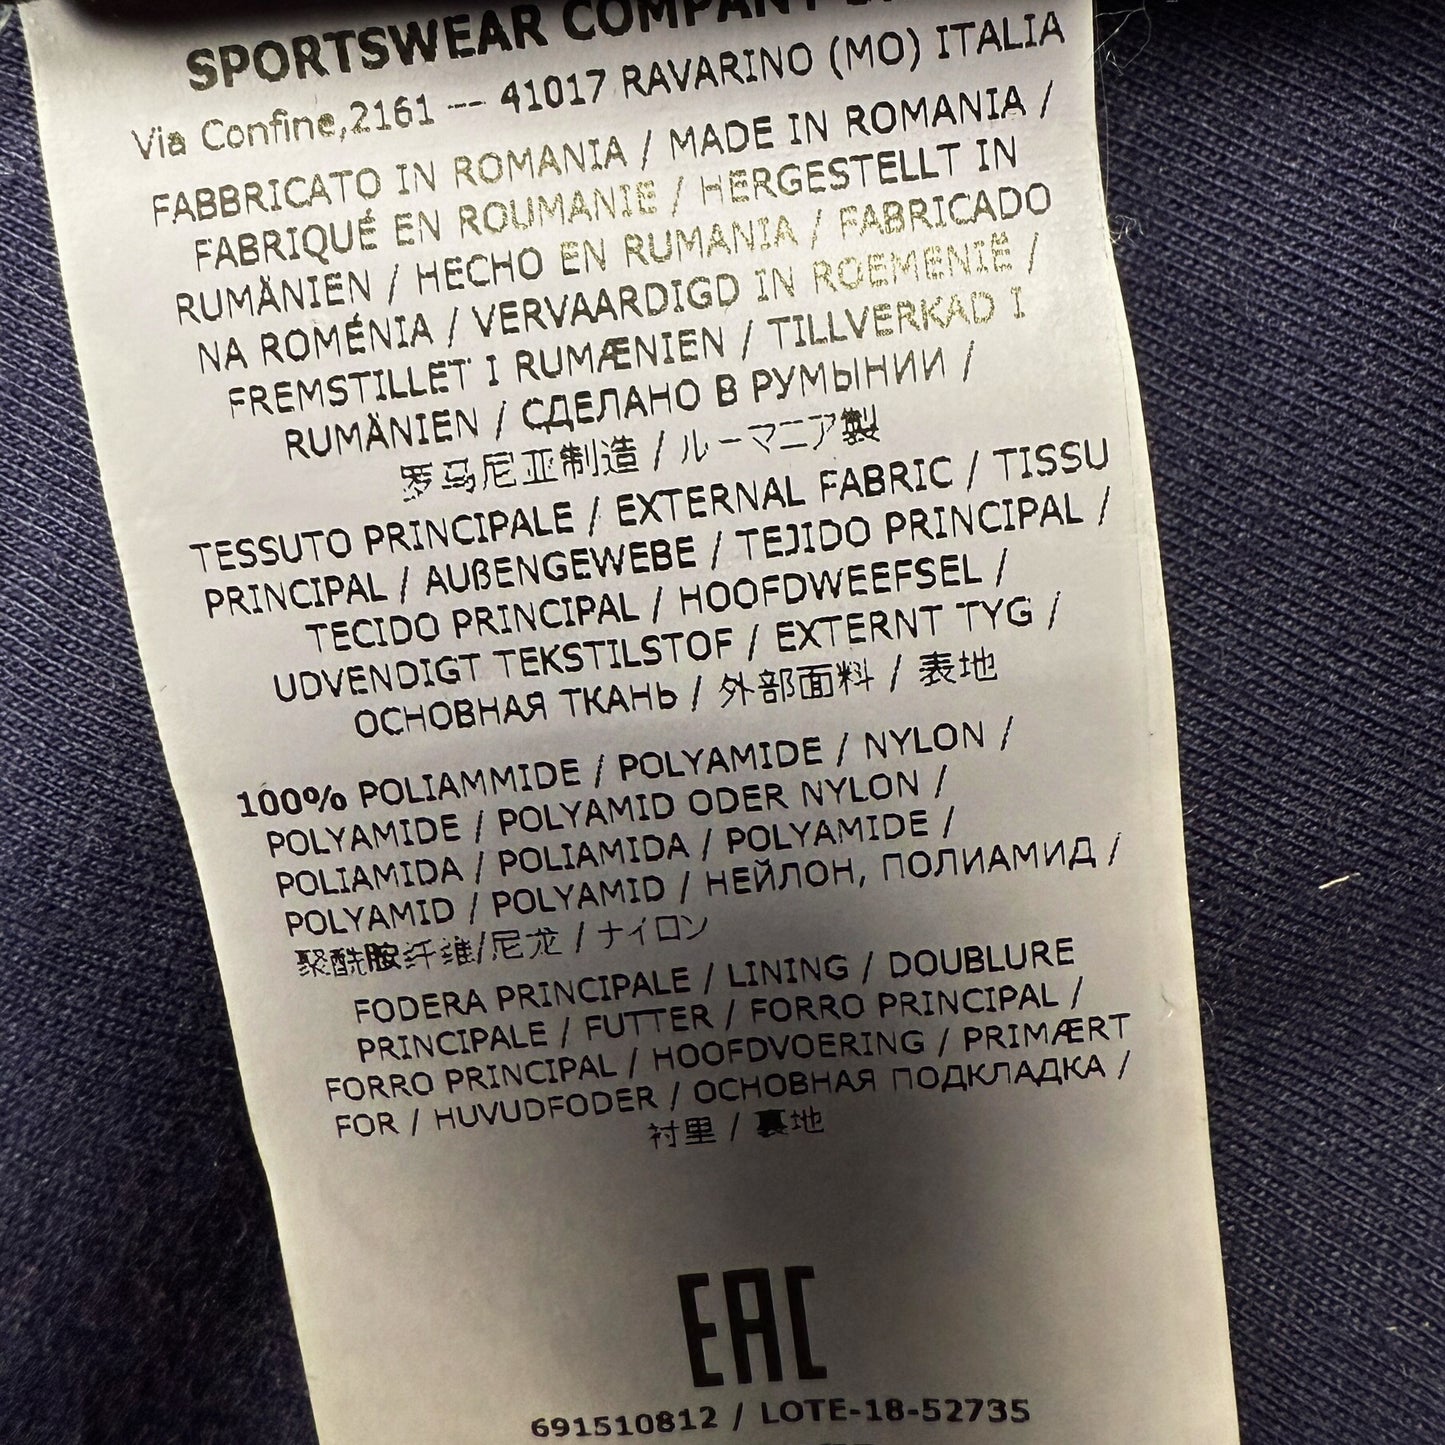 SPORTSWEAR COMPANY
Via Confine,2161 --- 41017 RAVARINO (MO) ITALIA
FABBRICATO IN ROMANIA / MADE IN ROMANIA /
FABRIQUÉ EN ROUMANIE / HERGESTELLT IN
RUMÄNIEN / HECHO EN RUMANIA / FABRICADO
NA ROMÉNIA / VERVAARDIGD IN ROEMENIË /
FREMSTILLET I RUMÆNIEN / TILLVERKAD I
RUMÄNIEN / СДЕЛАНО В РУМЫНИИ /
罗马尼亚制造 / ルーマニア製
TESSUTO PRINCIPALE / EXTERNAL FABRIC / TISSU
PRINCIPAL / AUßENGEWEBE / TEJIDO PRINCIPAL /
TECIDO PRINCIPAL / HOOFDWEEFSEL /
UDVENDIGT TEKSTILSTOF / EXTERNT TYG /
ОСНОВНАЯ ТКАНЬ / 外部面料 / 表地
100% POLIAMMIDE / POLYAMIDE / NYLON /
POLYAMIDE / POLYAMID ODER NYLON /
POLIAMIDA / POLIAMIDA / POLYAMIDE /
POLYAMID / POLYAMID / НЕЙЛОН, ПОЛИАМИД /
聚酰胺纤维/尼龙 / ナイロン
FODERA PRINCIPALE / LINING / DOUBLURE
PRINCIPALE / FUTTER / FORRO PRINCIPAL /
FORRO PRINCIPAL / HOOFDVOERING / PRIMÆRT
FOR / HUVUDFODER / ОСНОВНАЯ ПОДКЛАДКА /
衬里 / 裏地
EAC
691510812 / LOTE-18-52735